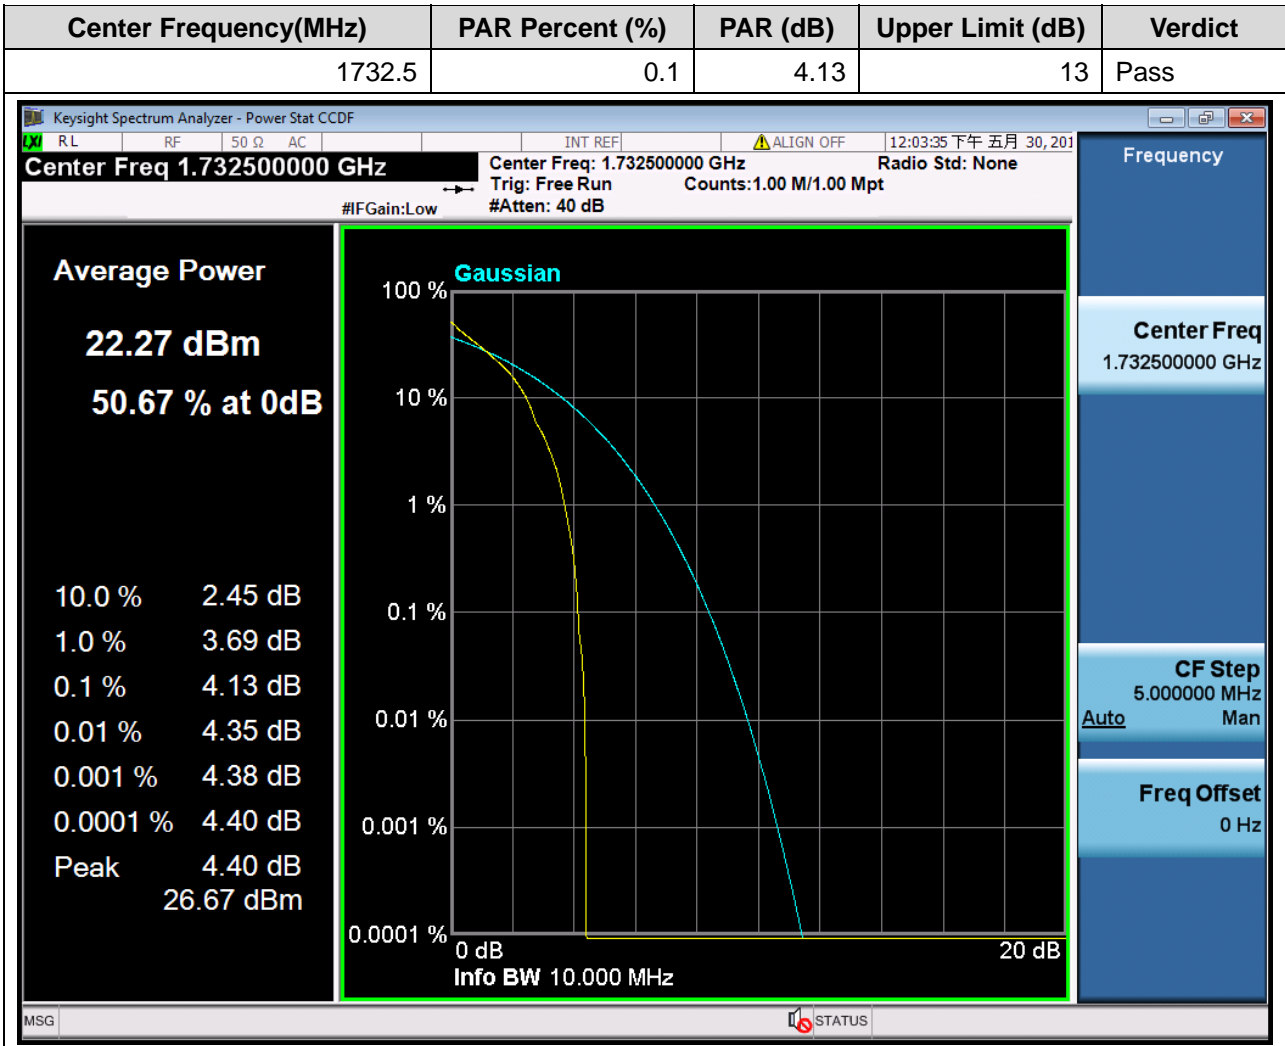 Center Frequency(MHz) PAR Percent (%) PAR (dB) Upper Limit (dB) Verdict
1732.5 0.1 4.13 13 Pass
Keysight Spectrum Analyzer - Power Stat CCDF
LXI RL RF 50 Ω AC INT REF ALIGN OFF 12:03:35 下午 五月 30, 201
Center Freq 1.732500000 GHz
Center Freq: 1.732500000 GHz Radio Std: None
Trig: Free Run Counts:1.00 M/1.00 Mpt
#IFGain:Low #Atten: 40 dB
Average Power
22.27 dBm
50.67 % at 0dB
10.0 % 2.45 dB
1.0 % 3.69 dB
0.1 % 4.13 dB
0.01 % 4.35 dB
0.001 % 4.38 dB
0.0001 % 4.40 dB
Peak 4.40 dB
26.67 dBm
Gaussian
100 %
10 %
1 %
0.1 %
0.01 %
0.001 %
0.0001 %
0 dB 20 dB
Info BW 10.000 MHz
Frequency
Center Freq
1.732500000 GHz
CF Step
5.000000 MHz
Auto Man
Freq Offset
0 Hz
MSG STATUS